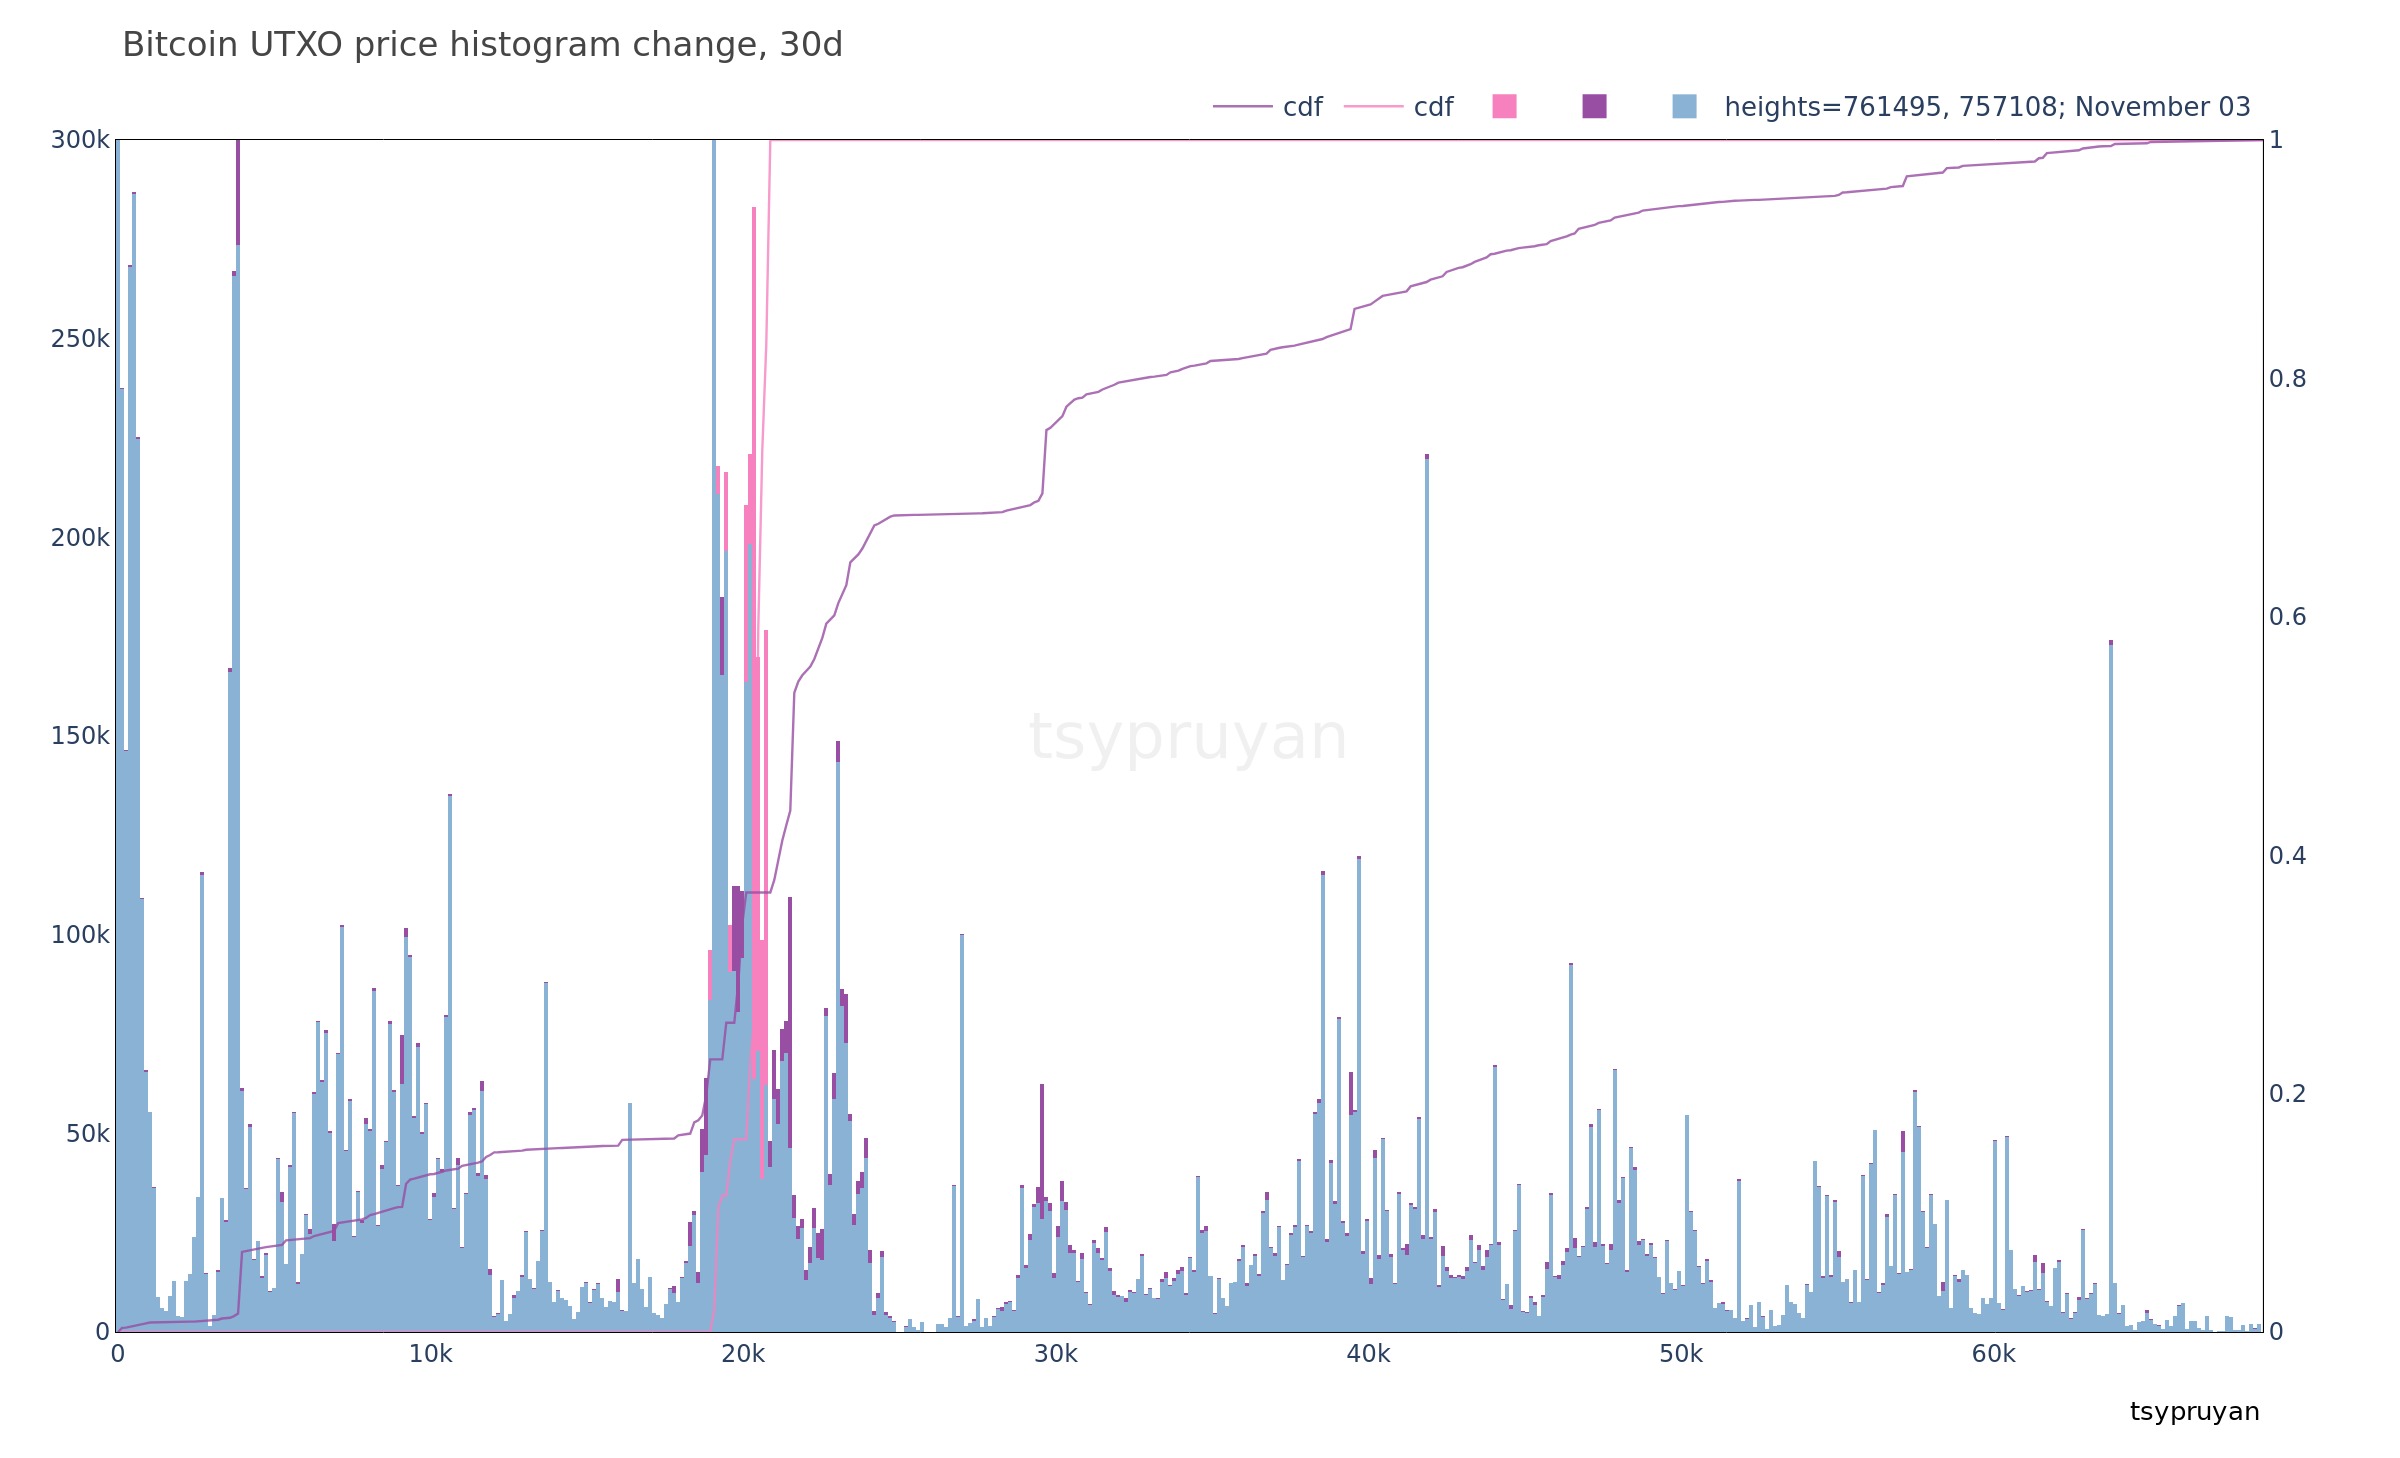 Bitcoin UTXO price histogram change, 30d
cdf cdf heights=761495, 757108; November 03
300k 1
250k
0.8
200k
0.6
150k
tsypruyan
0.4
100k
0.2
50k
0 0
0 10k 20k 30k 40k 50k 60k
tsypruyan